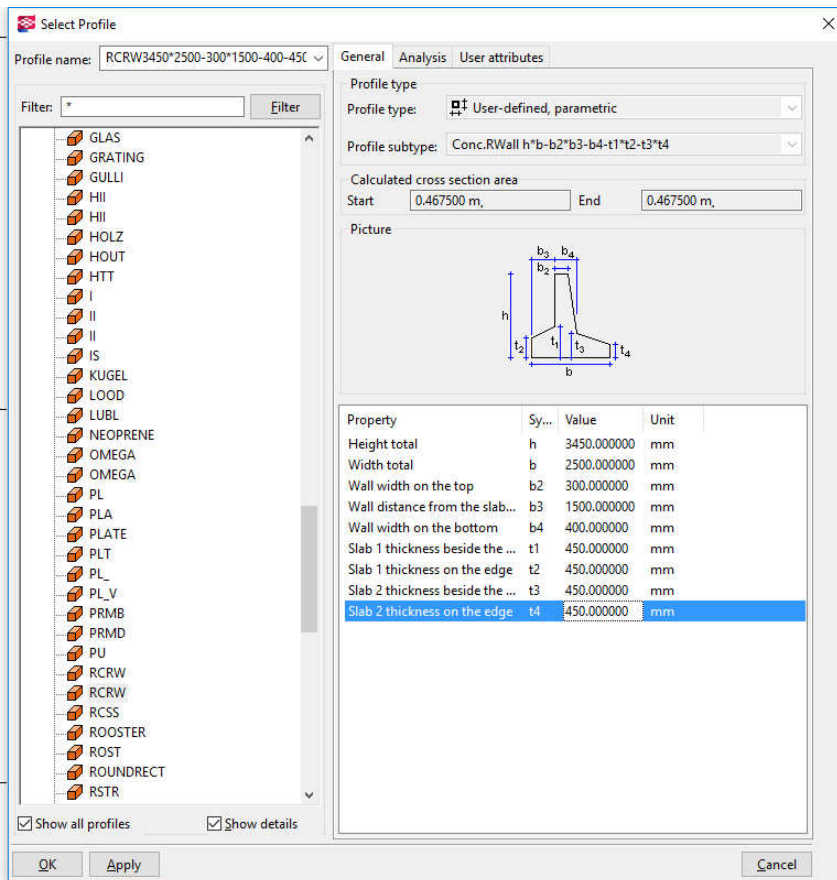 Select Profile
Profile name: RCRW3450*2500-300*1500-400-450
Filter: * Filter
GLAS
GRATING
GULLI
HII
HII
HOLZ
HOUT
HTT
I
II
II
IS
KUGEL
LOOD
LUBL
NEOPRENE
OMEGA
OMEGA
PL
PLA
PLATE
PLT
PL_
PL_V
PRMB
PRMD
PU
RCRW
RCRW
RCSS
ROOSTER
ROST
ROUNDRECT
RSTR
Show all profiles Show details
General Analysis User attributes
Profile type
Profile type: User-defined, parametric
Profile subtype: Conc.RWall h*b-b2*b3-b4-t1*t2-t3*t4
Calculated cross section area
Start 0.467500 m, End 0.467500 m,
Picture
b3 b4
b2
h
t2 t1 t3 t4
b
Property Sy... Value Unit
Height total h 3450.000000 mm
Width total b 2500.000000 mm
Wall width on the top b2 300.000000 mm
Wall distance from the slab... b3 1500.000000 mm
Wall width on the bottom b4 400.000000 mm
Slab 1 thickness beside the ... t1 450.000000 mm
Slab 1 thickness on the edge t2 450.000000 mm
Slab 2 thickness beside the ... t3 450.000000 mm
Slab 2 thickness on the edge t4 450.000000 mm
OK Apply Cancel